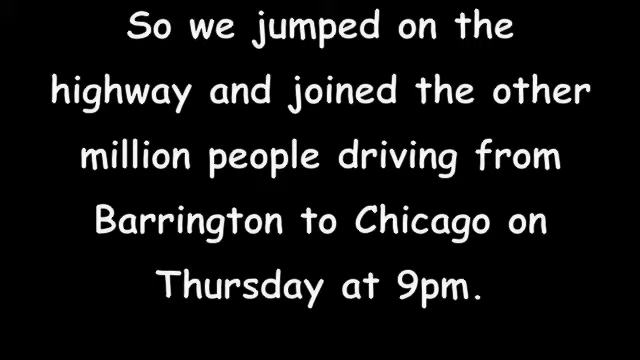 So we jumped on the
highway and joined the other
million people driving from
Barrington to Chicago on
Thursday at 9pm.